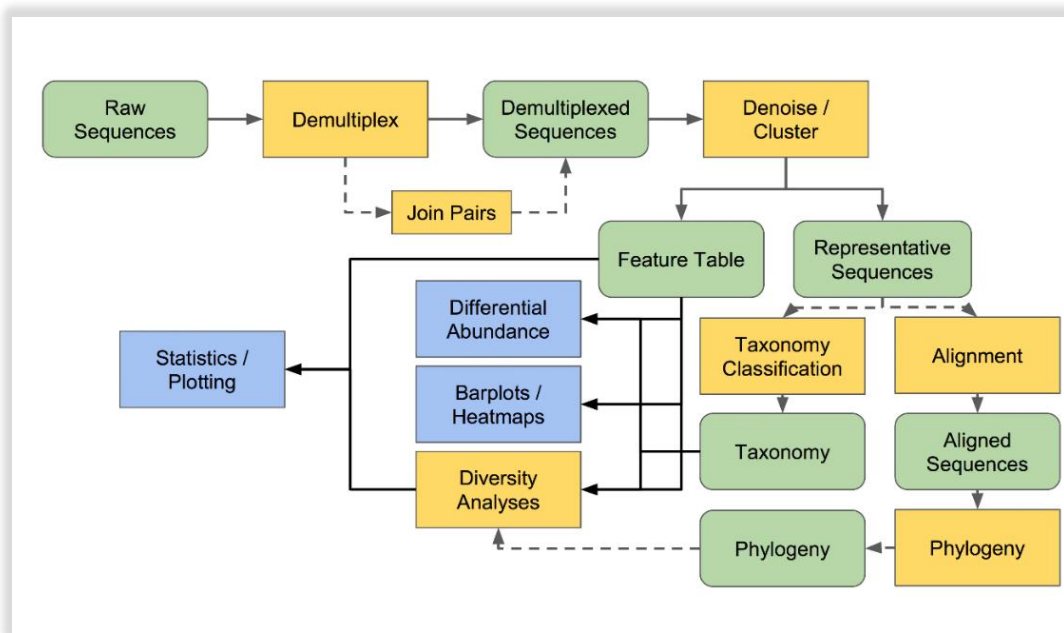 Raw
Sequences
Demultiplex
Demultiplexed
Sequences
Denoise /
Cluster
Join Pairs
Feature Table
Representative
Sequences
Differential
Abundance
Taxonomy
Classification
Alignment
Statistics /
Plotting
Barplots /
Heatmaps
Taxonomy
Aligned
Sequences
Diversity
Analyses
Phylogeny
Phylogeny